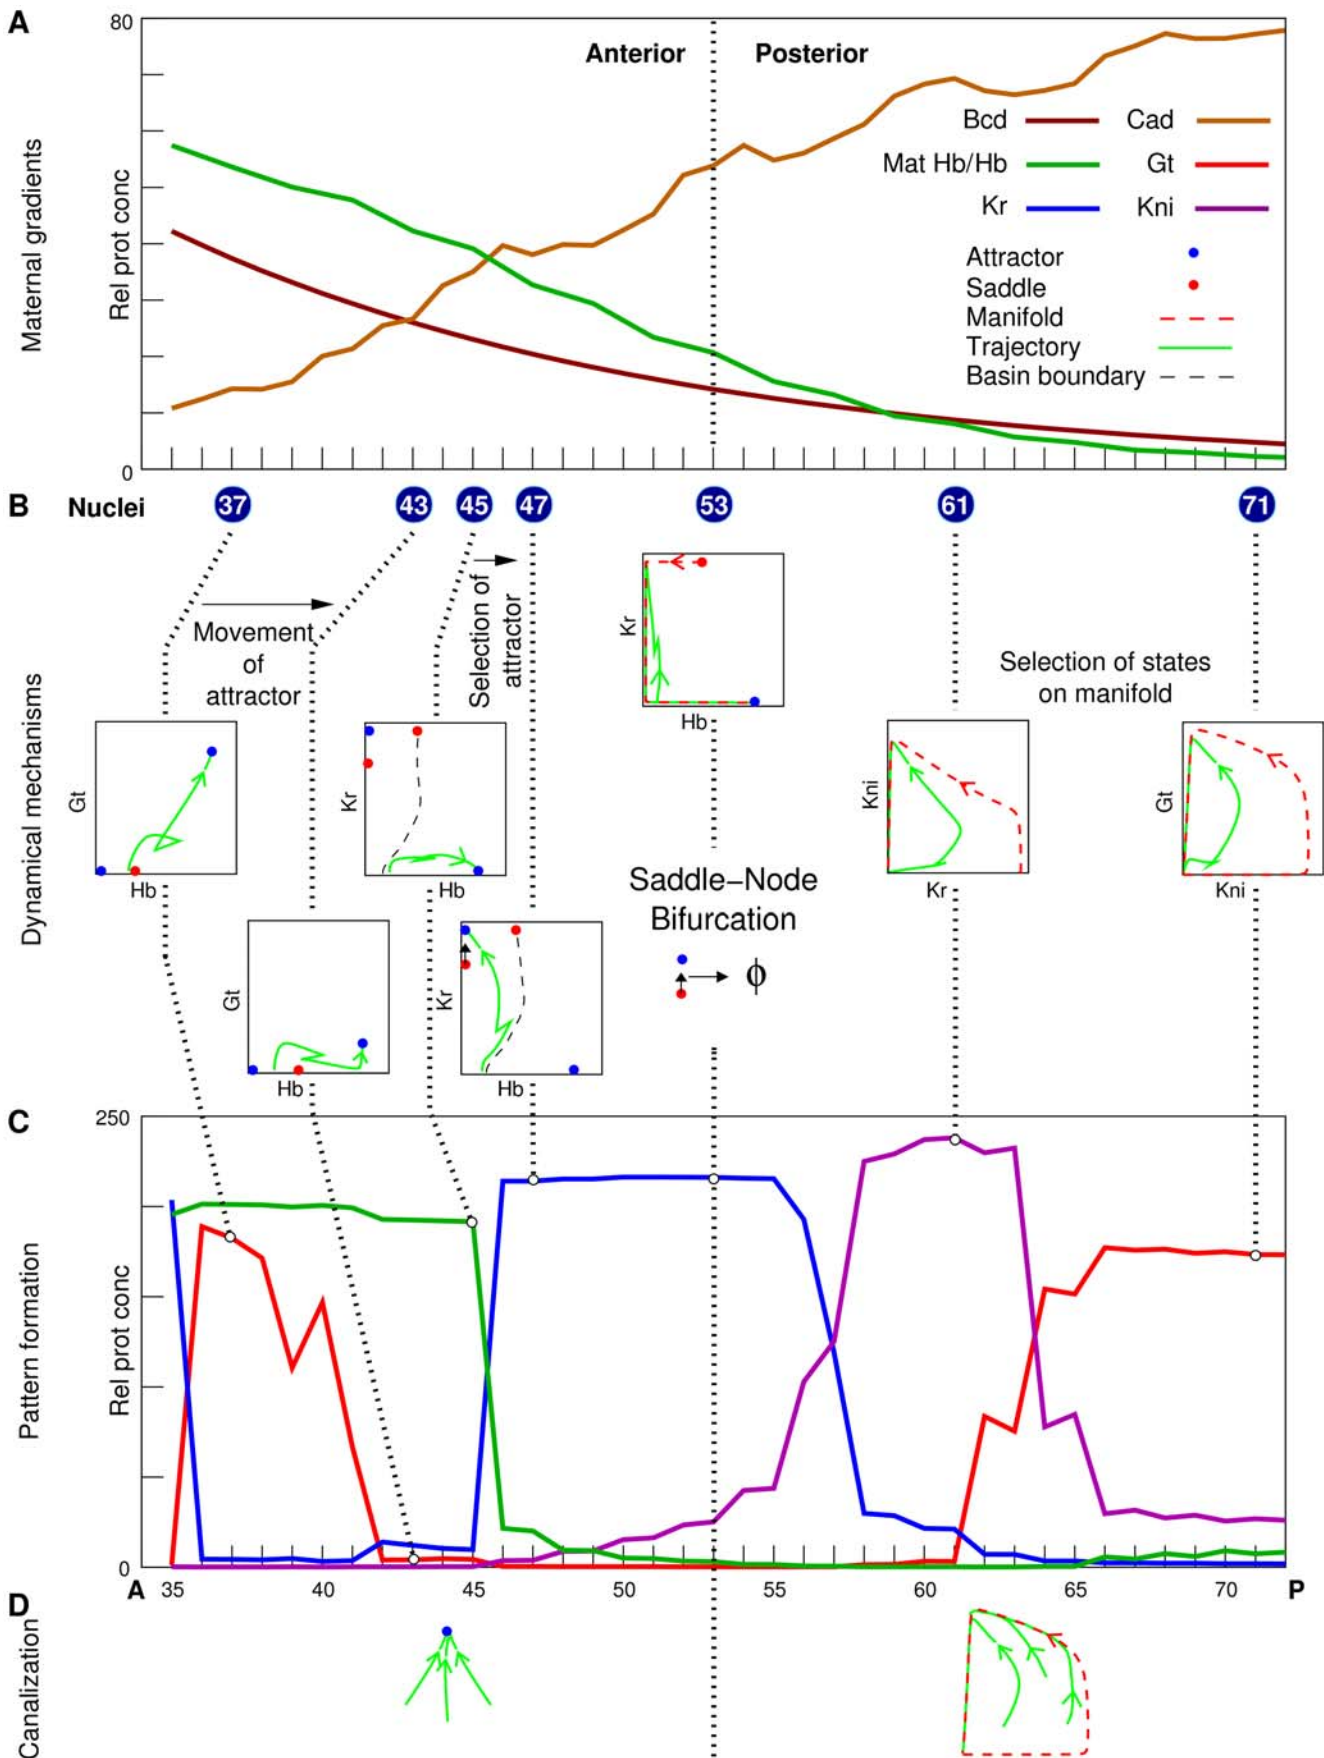 A
80
Anterior
Posterior
Bcd
Cad
Mat Hb/Hb
Gt
Kr
Kni
Attractor
Saddle
Manifold
Trajectory
Basin boundary
Maternal gradients
Rel prot conc
0
B
Nuclei
37
43
45
47
53
61
71
Movement
of
attractor
Selection of
attractor
Selection of states
on manifold
Dynamical mechanisms
Kr
Hb
Gt
Hb
Kr
Hb
Kni
Kr
Gt
Kni
Saddle–Node
Bifurcation
ϕ
Gt
Hb
Kr
Hb
C
250
Pattern formation
Rel prot conc
0
A
35
40
45
50
55
60
65
70
P
D
Canalization